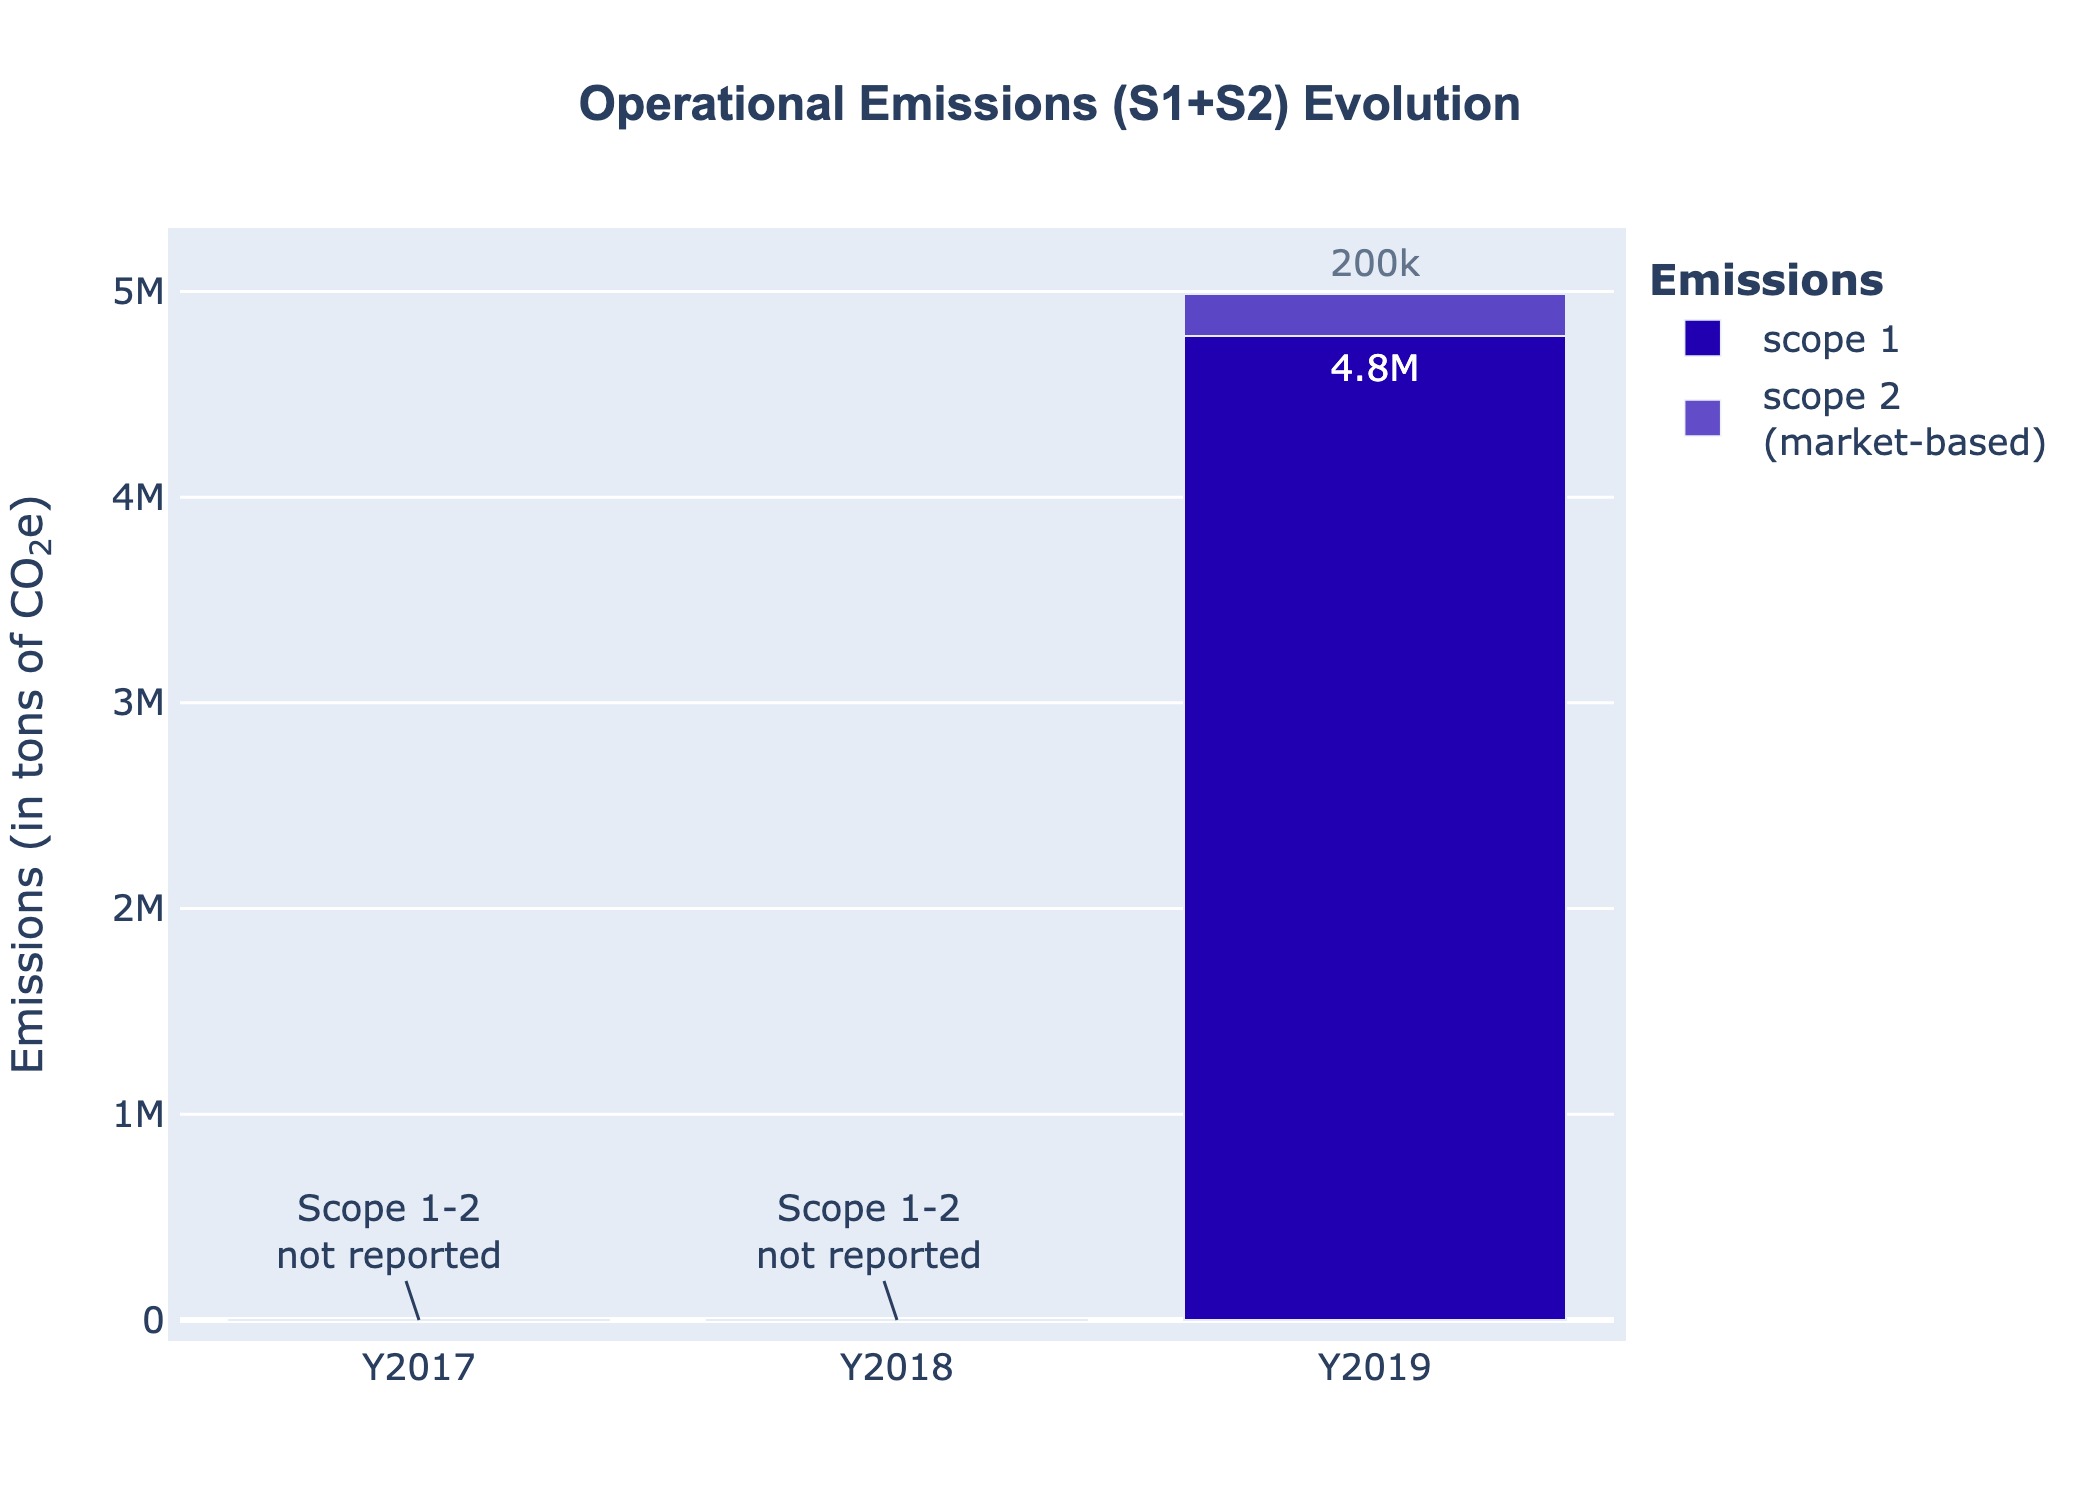 Operational Emissions (S1+S2) Evolution
Emissions (in tons of CO₂e)
5M
4M
3M
2M
1M
0
200k
4.8M
Scope 1-2
not reported
Scope 1-2
not reported
Y2017
Y2018
Y2019
Emissions
scope 1
scope 2
(market-based)